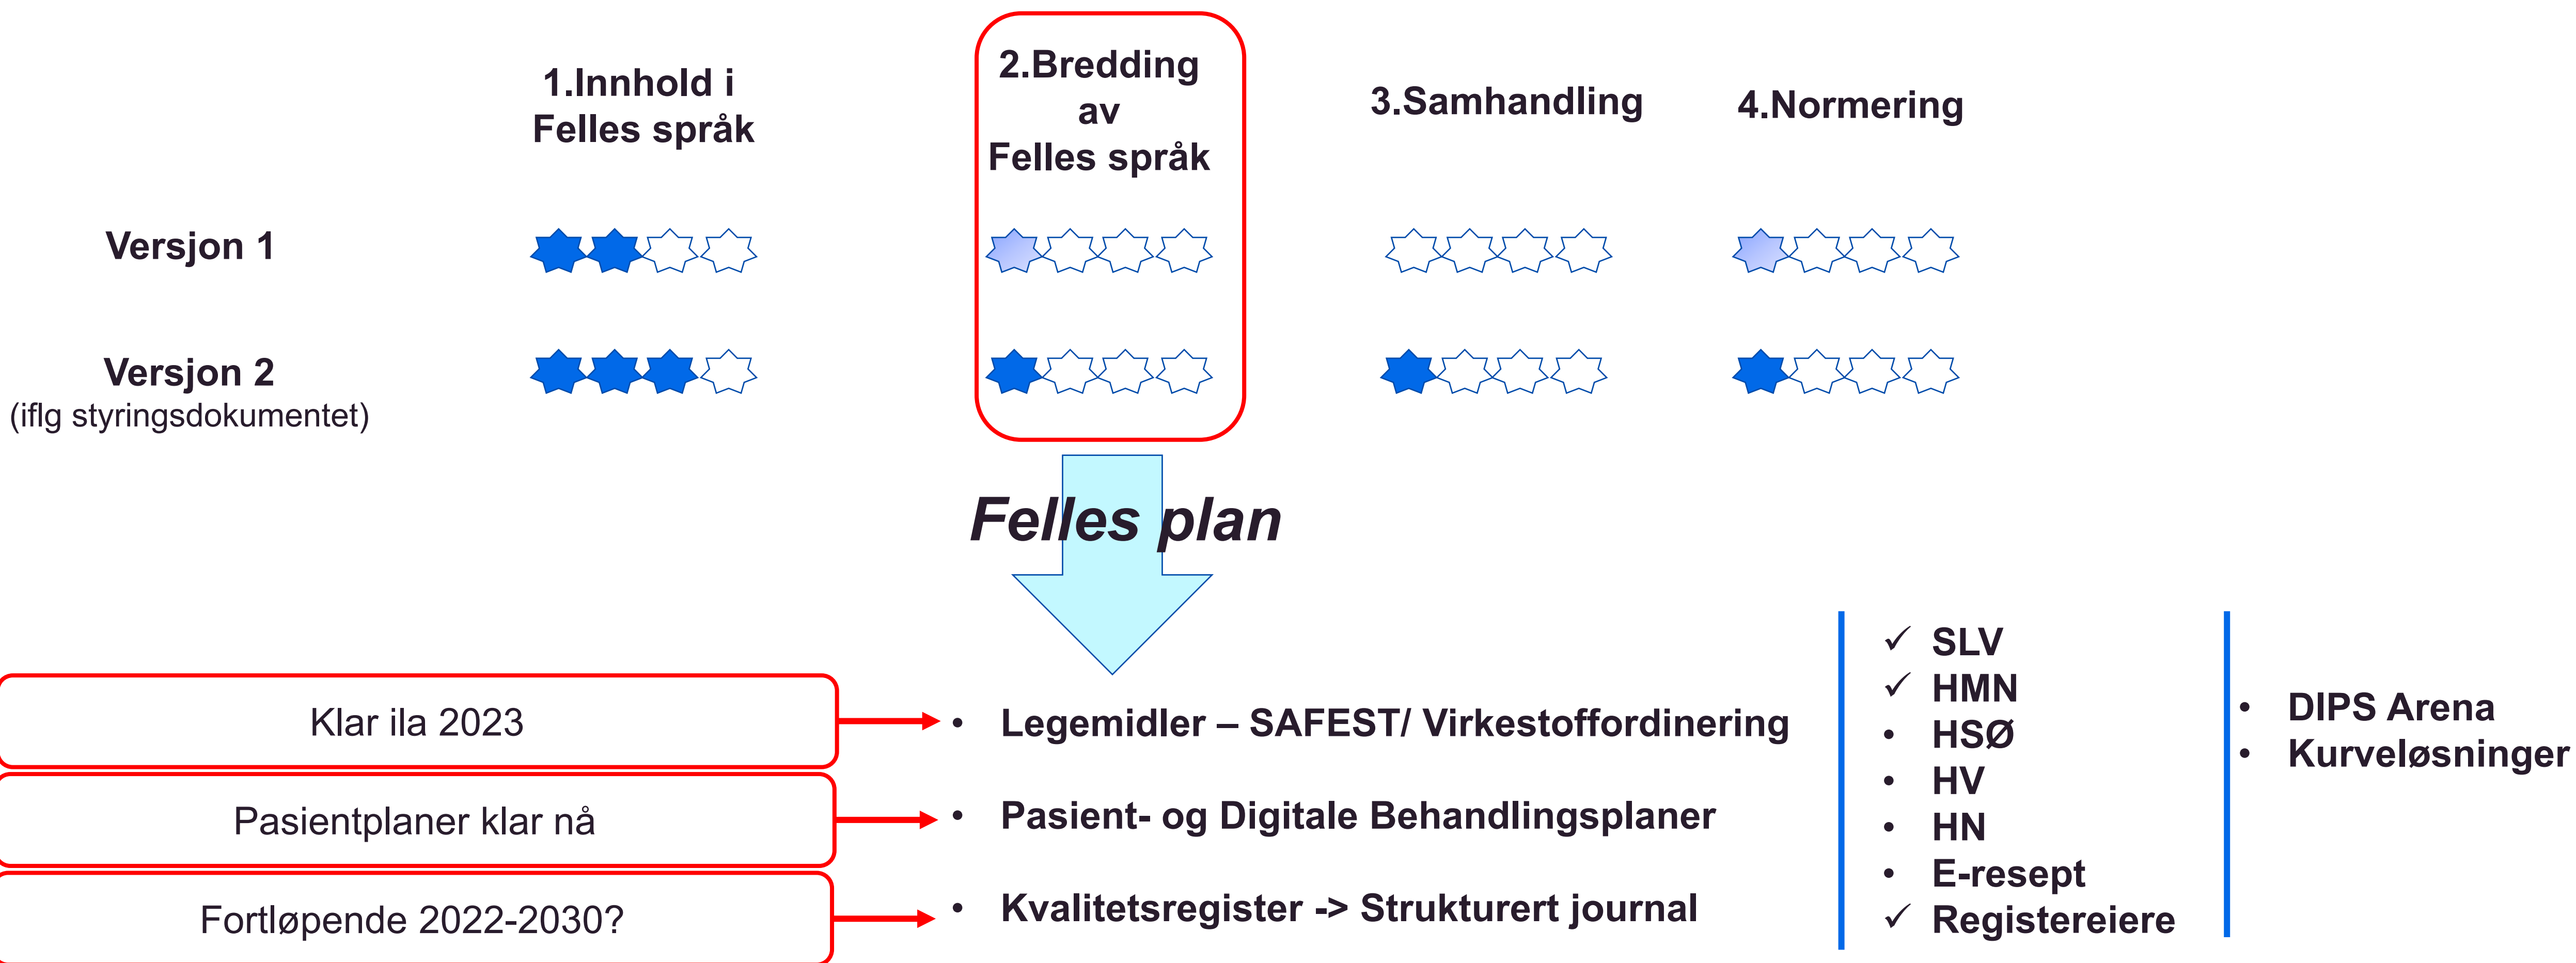 1.Innhold i
Felles språk
2.Bredding
av
Felles språk
3.Samhandling
4.Normering
Versjon 1
Versjon 2
(iflg styringsdokumentet)
Felles plan
Klar ila 2023
Pasientplaner klar nå
Fortløpende 2022-2030?
• Legemidler – SAFEST/ Virkestoffordinering
• Pasient- og Digitale Behandlingsplaner
• Kvalitetsregister -> Strukturert journal
✓ SLV
✓ HMN
• HSØ
• HV
• HN
• E-resept
✓ Registereiere
• DIPS Arena
• Kurveløsninger